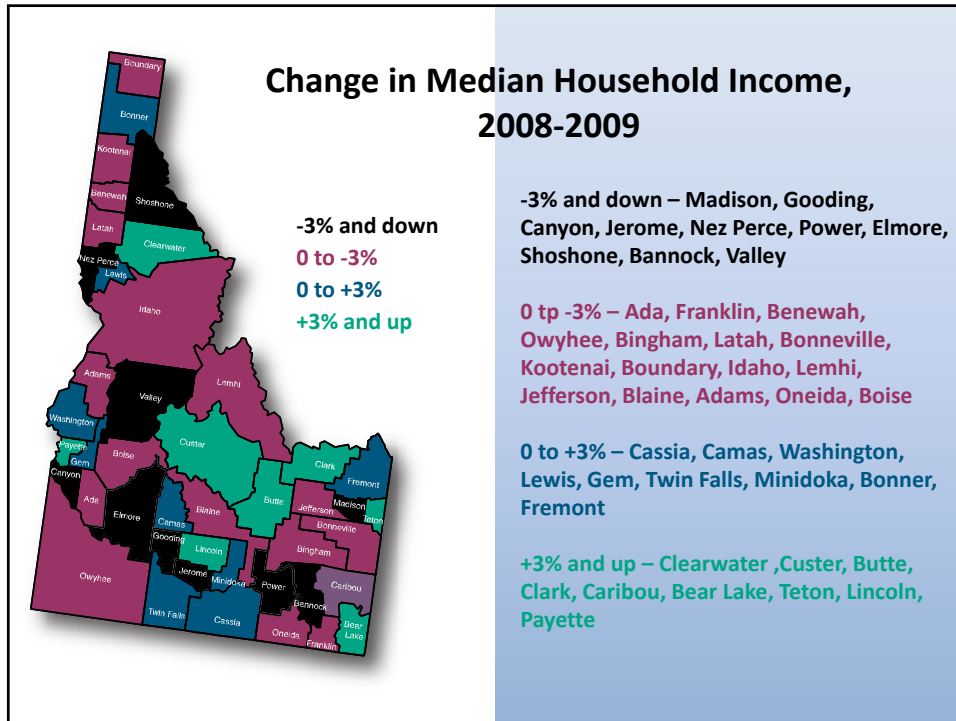 Change in Median Household Income,
2008-2009
Boundary
Bonner
Kootenai
Benewah
Shoshone
Latah
Clearwater
Nez Perce
Lewis
Idaho
Adams
Lemhi
Valley
Washington
Custer
Payette
Gem
Boise
Clark
Fremont
Canyon
Ada
Elmore
Camas
Blaine
Butte
Jefferson
Madison
Teton
Bonneville
Gooding
Lincoln
Bingham
Jerome
Minidoka
Power
Caribou
Owyhee
Bannock
Twin Falls
Cassia
Oneida
Franklin
Bear
Lake
-3% and down
0 to -3%
0 to +3%
+3% and up
-3% and down – Madison, Gooding,
Canyon, Jerome, Nez Perce, Power, Elmore,
Shoshone, Bannock, Valley
0 tp -3% – Ada, Franklin, Benewah,
Owyhee, Bingham, Latah, Bonneville,
Kootenai, Boundary, Idaho, Lemhi,
Jefferson, Blaine, Adams, Oneida, Boise
0 to +3% – Cassia, Camas, Washington,
Lewis, Gem, Twin Falls, Minidoka, Bonner,
Fremont
+3% and up – Clearwater ,Custer, Butte,
Clark, Caribou, Bear Lake, Teton, Lincoln,
Payette